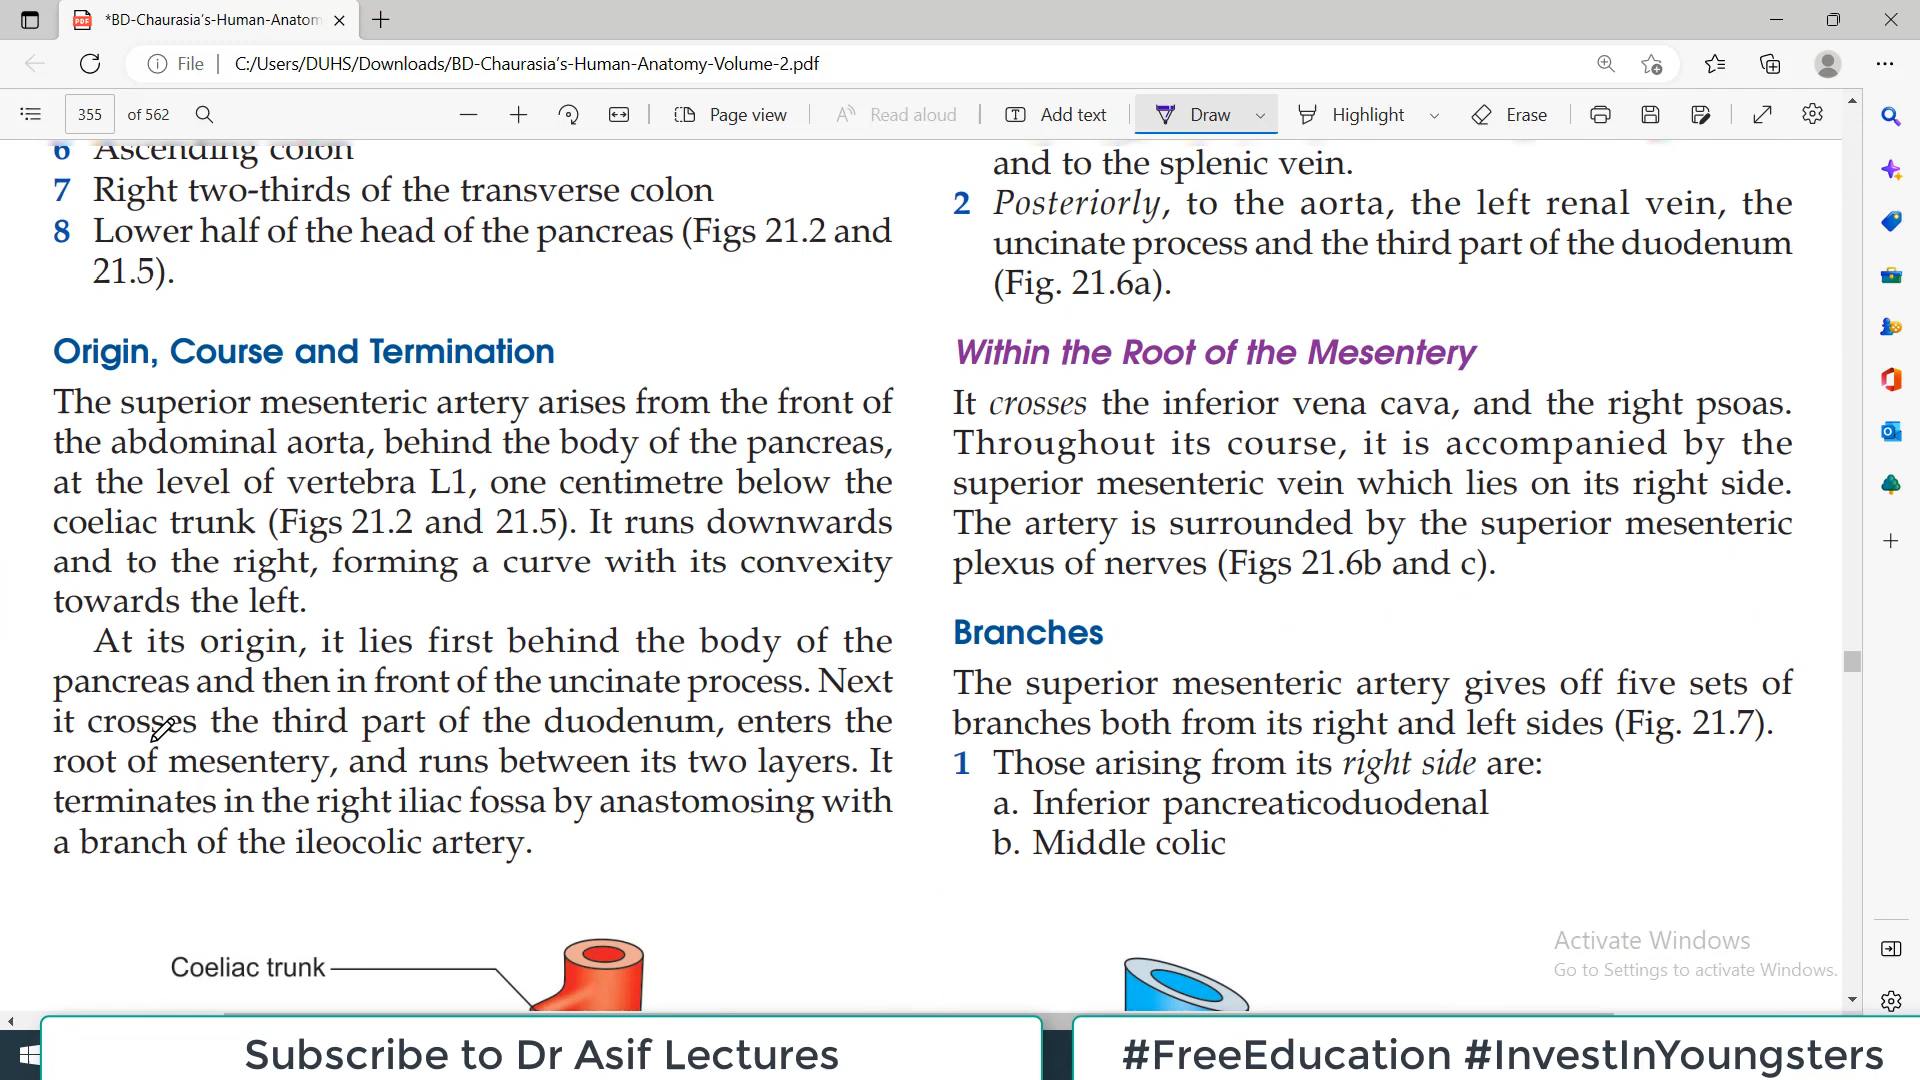 *BD-Chaurasia's-Human-Anatom
File
C:/Users/DUHS/Downloads/BD-Chaurasia's-Human-Anatomy-Volume-2.pdf
355 of 562
Page view
Read aloud
Add text
Draw
Highlight
Erase
6 Ascending colon
7 Right two-thirds of the transverse colon
8 Lower half of the head of the pancreas (Figs 21.2 and
21.5).
Origin, Course and Termination
The superior mesenteric artery arises from the front of
the abdominal aorta, behind the body of the pancreas,
at the level of vertebra L1, one centimetre below the
coeliac trunk (Figs 21.2 and 21.5). It runs downwards
and to the right, forming a curve with its convexity
towards the left.
At its origin, it lies first behind the body of the
pancreas and then in front of the uncinate process. Next
it crosses the third part of the duodenum, enters the
root of mesentery, and runs between its two layers. It
terminates in the right iliac fossa by anastomosing with
a branch of the ileocolic artery.
Coeliac trunk
and to the splenic vein.
2 Posteriorly, to the aorta, the left renal vein, the
uncinate process and the third part of the duodenum
(Fig. 21.6a).
Within the Root of the Mesentery
It crosses the inferior vena cava, and the right psoas.
Throughout its course, it is accompanied by the
superior mesenteric vein which lies on its right side.
The artery is surrounded by the superior mesenteric
plexus of nerves (Figs 21.6b and c).
Branches
The superior mesenteric artery gives off five sets of
branches both from its right and left sides (Fig. 21.7).
1 Those arising from its right side are:
a. Inferior pancreaticoduodenal
b. Middle colic
Activate Windows
Go to Settings to activate Windows.
Subscribe to Dr Asif Lectures
#FreeEducation #InvestInYoungsters